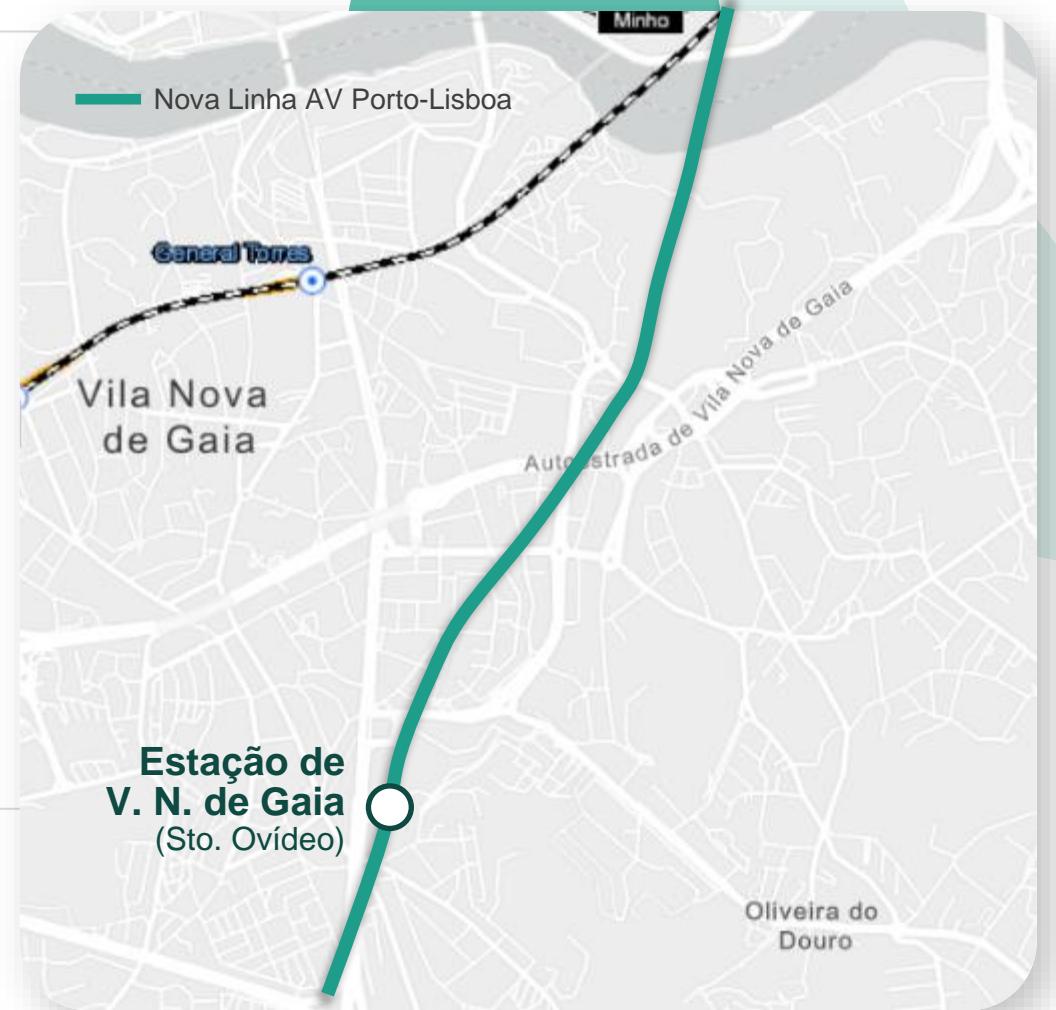 Minho
Nova Linha AV Porto-Lisboa
General Torres
Vila Nova
de Gaia
Autoestrada de Vila Nova de Gaia
Estação de
V. N. de Gaia
(Sto. Ovídeo)
Oliveira do
Douro